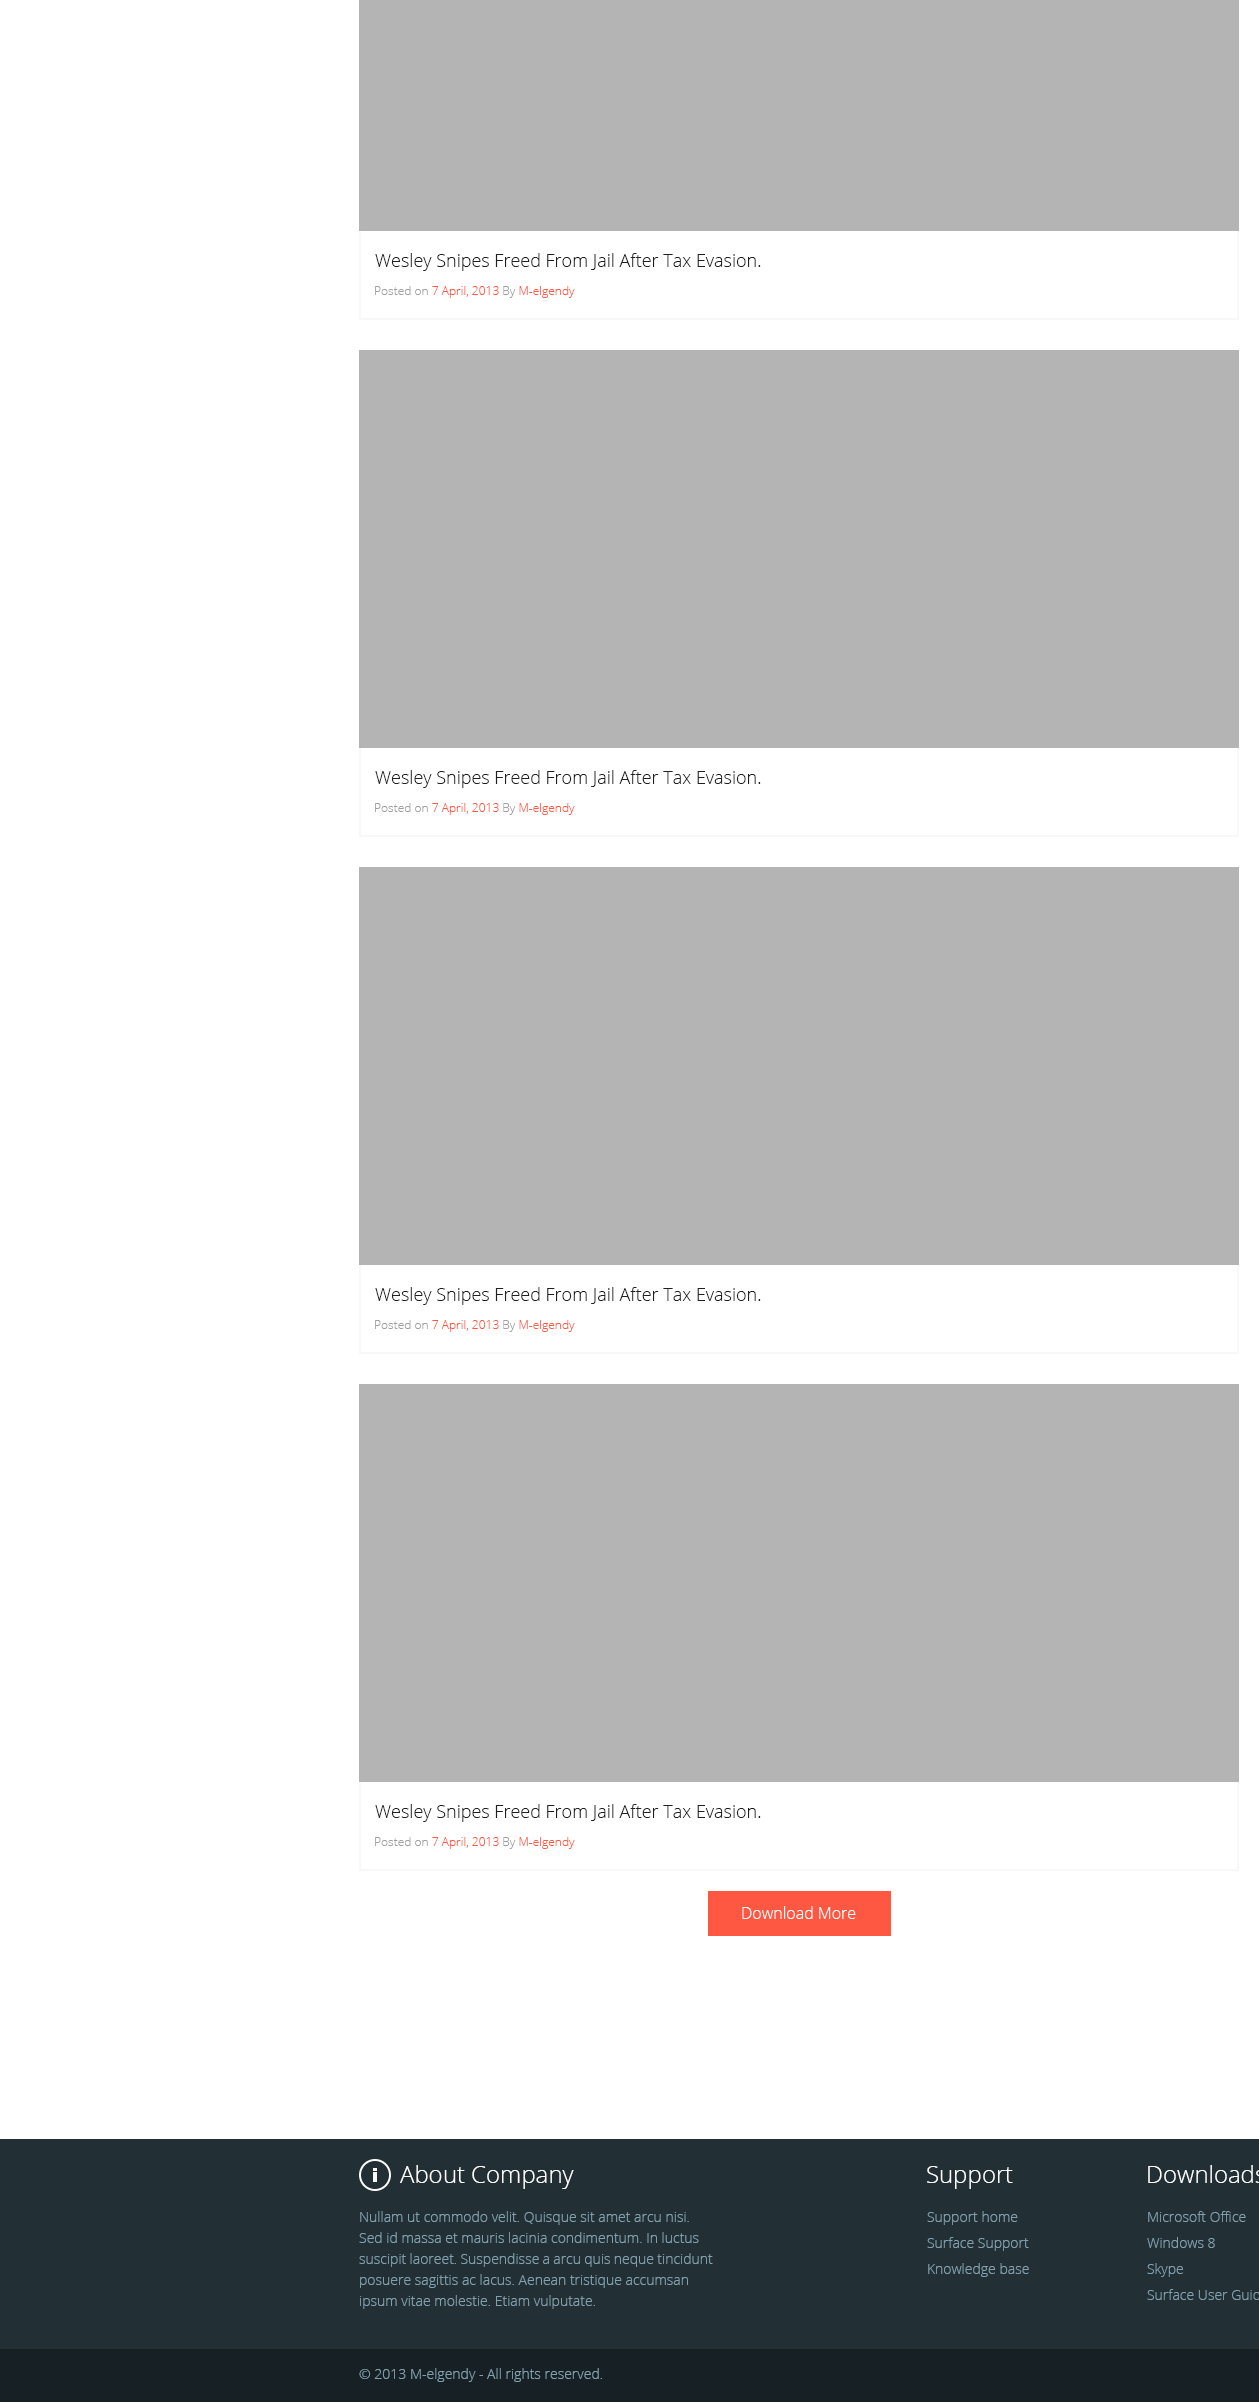 Wesley Snipes Freed From Jail After Tax Evasion.
Posted on 7 April, 2013 By M-elgendy
Wesley Snipes Freed From Jail After Tax Evasion.
Posted on 7 April, 2013 By M-elgendy
Wesley Snipes Freed From Jail After Tax Evasion.
Posted on 7 April, 2013 By M-elgendy
Wesley Snipes Freed From Jail After Tax Evasion.
Posted on 7 April, 2013 By M-elgendy
Download More
About Company
Nullam ut commodo velit. Quisque sit amet arcu nisi.
Sed id massa et mauris lacinia condimentum. In luctus
suscipit laoreet. Suspendisse a arcu quis neque tincidunt
posuere sagittis ac lacus. Aenean tristique accumsan
ipsum vitae molestie. Etiam vulputate.
Support
Support home
Surface Support
Knowledge base
Downloads
Microsoft Office
Windows 8
Skype
Surface User
© 2013 M-elgendy - All rights reserved.